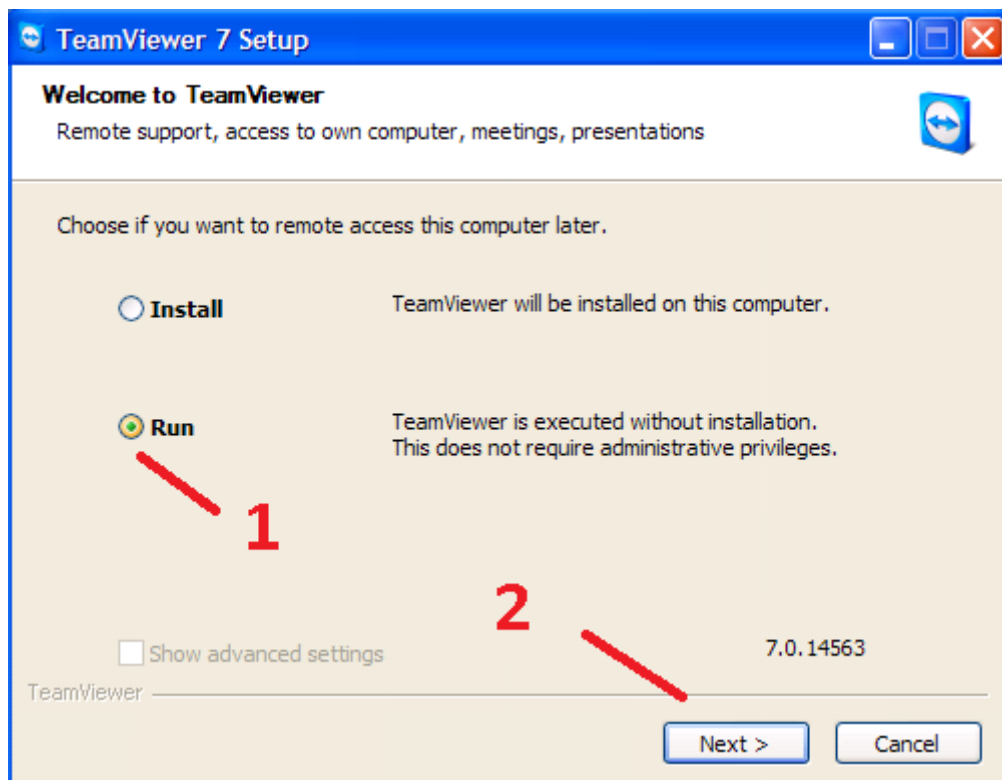 TeamViewer 7 Setup
Welcome to TeamViewer
Remote support, access to own computer, meetings, presentations
Choose if you want to remote access this computer later.
Install
TeamViewer will be installed on this computer.
Run
TeamViewer is executed without installation.
This does not require administrative privileges.
1
2
Show advanced settings
7.0.14563
TeamViewer
Next >
Cancel